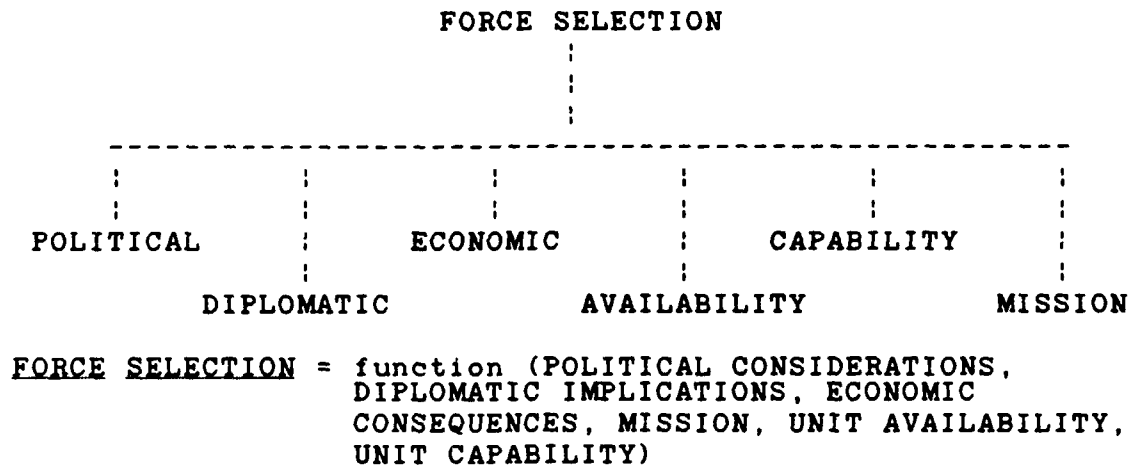 FORCE SELECTION
POLITICAL ECONOMIC CAPABILITY
DIPLOMATIC AVAILABILITY MISSION
FORCE SELECTION = function (POLITICAL CONSIDERATIONS,
DIPLOMATIC IMPLICATIONS, ECONOMIC
CONSEQUENCES, MISSION, UNIT AVAILABILITY,
UNIT CAPABILITY)